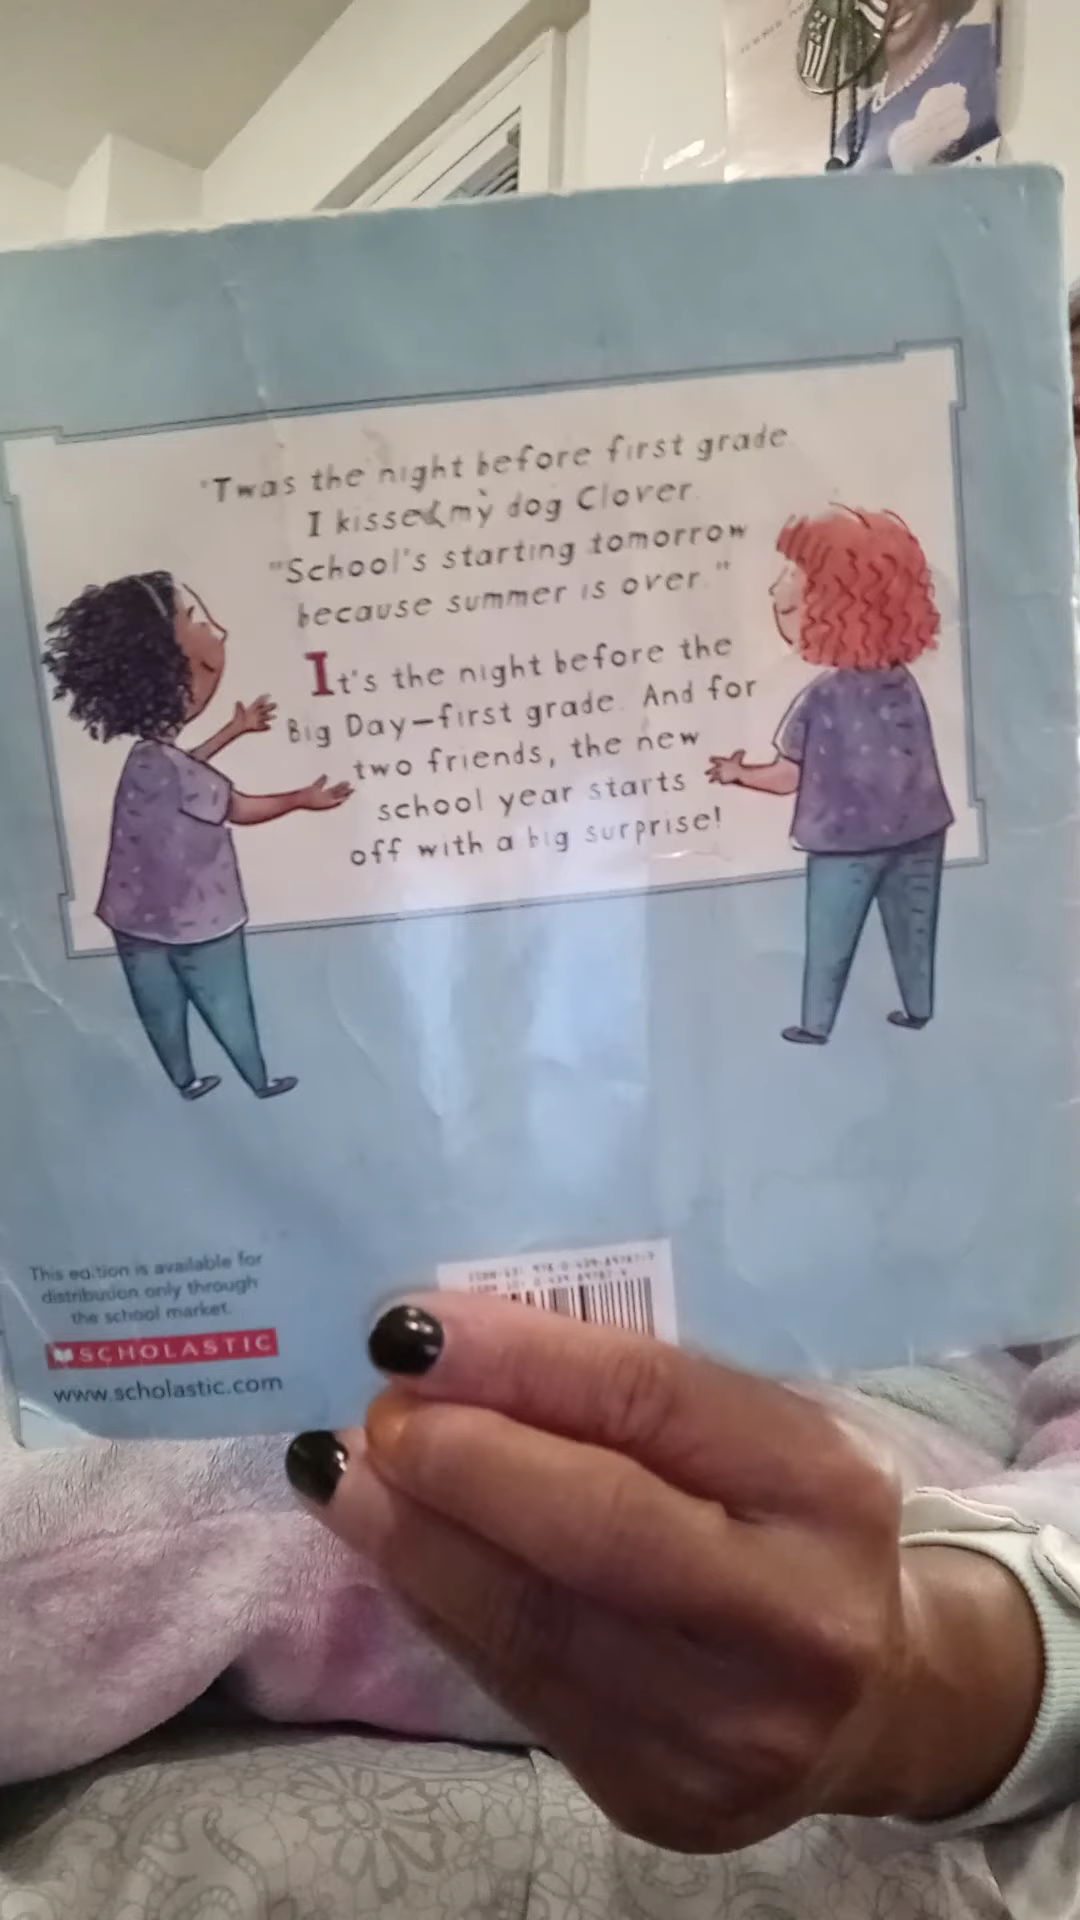 'Twas the night before first grade.
I kissed my dog Clover.
"School's starting tomorrow
because summer is over."
It's the night before the
Big Day—first grade. And for
two friends, the new
school year starts
off with a big surprise!
This edition is available for
distribution only through
the school market.
SCHOLASTIC
www.scholastic.com